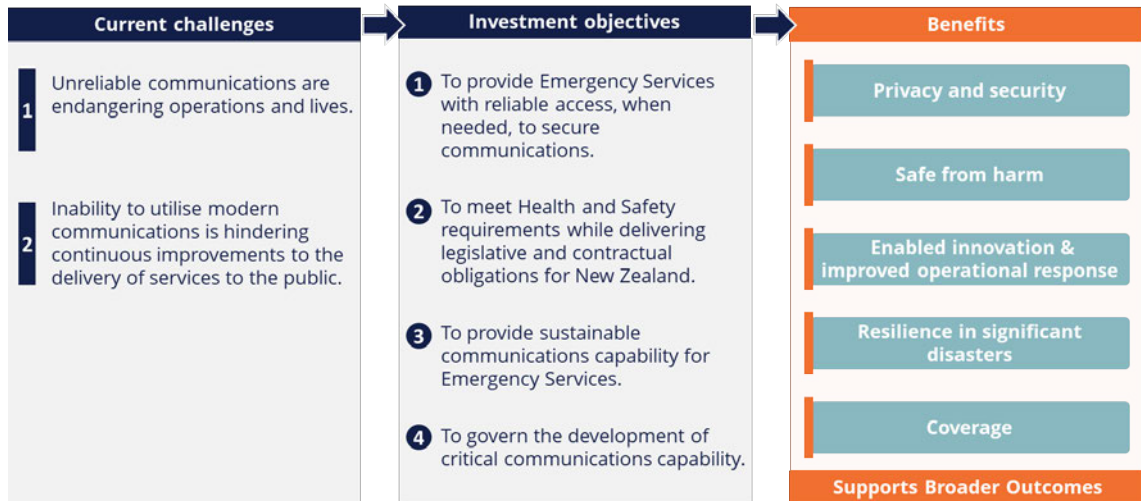 Current challenges
1
Unreliable communications are
endangering operations and lives.
2
Inability to utilise modern
communications is hindering
continuous improvements to the
delivery of services to the public.
Investment objectives
1
To provide Emergency Services
with reliable access, when
needed, to secure
communications.
2
To meet Health and Safety
requirements while delivering
legislative and contractual
obligations for New Zealand.
3
To provide sustainable
communications capability for
Emergency Services.
4
To govern the development of
critical communications capability.
Benefits
Privacy and security
Safe from harm
Enabled innovation &
improved operational response
Resilience in significant
disasters
Coverage
Supports Broader Outcomes